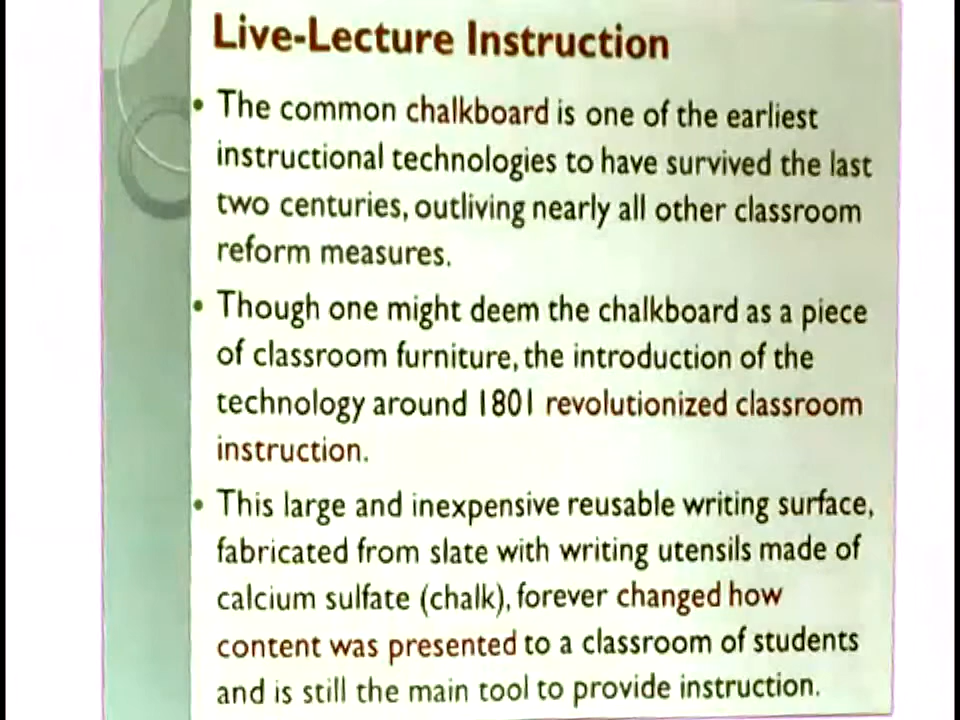 Live-Lecture Instruction
• The common chalkboard is one of the earliest
instructional technologies to have survived the last
two centuries, outliving nearly all other classroom
reform measures.
• Though one might deem the chalkboard as a piece
of classroom furniture, the introduction of the
technology around 1801 revolutionized classroom
instruction.
• This large and inexpensive reusable writing surface,
fabricated from slate with writing utensils made of
calcium sulfate (chalk), forever changed how
content was presented to a classroom of students
and is still the main tool to provide instruction.